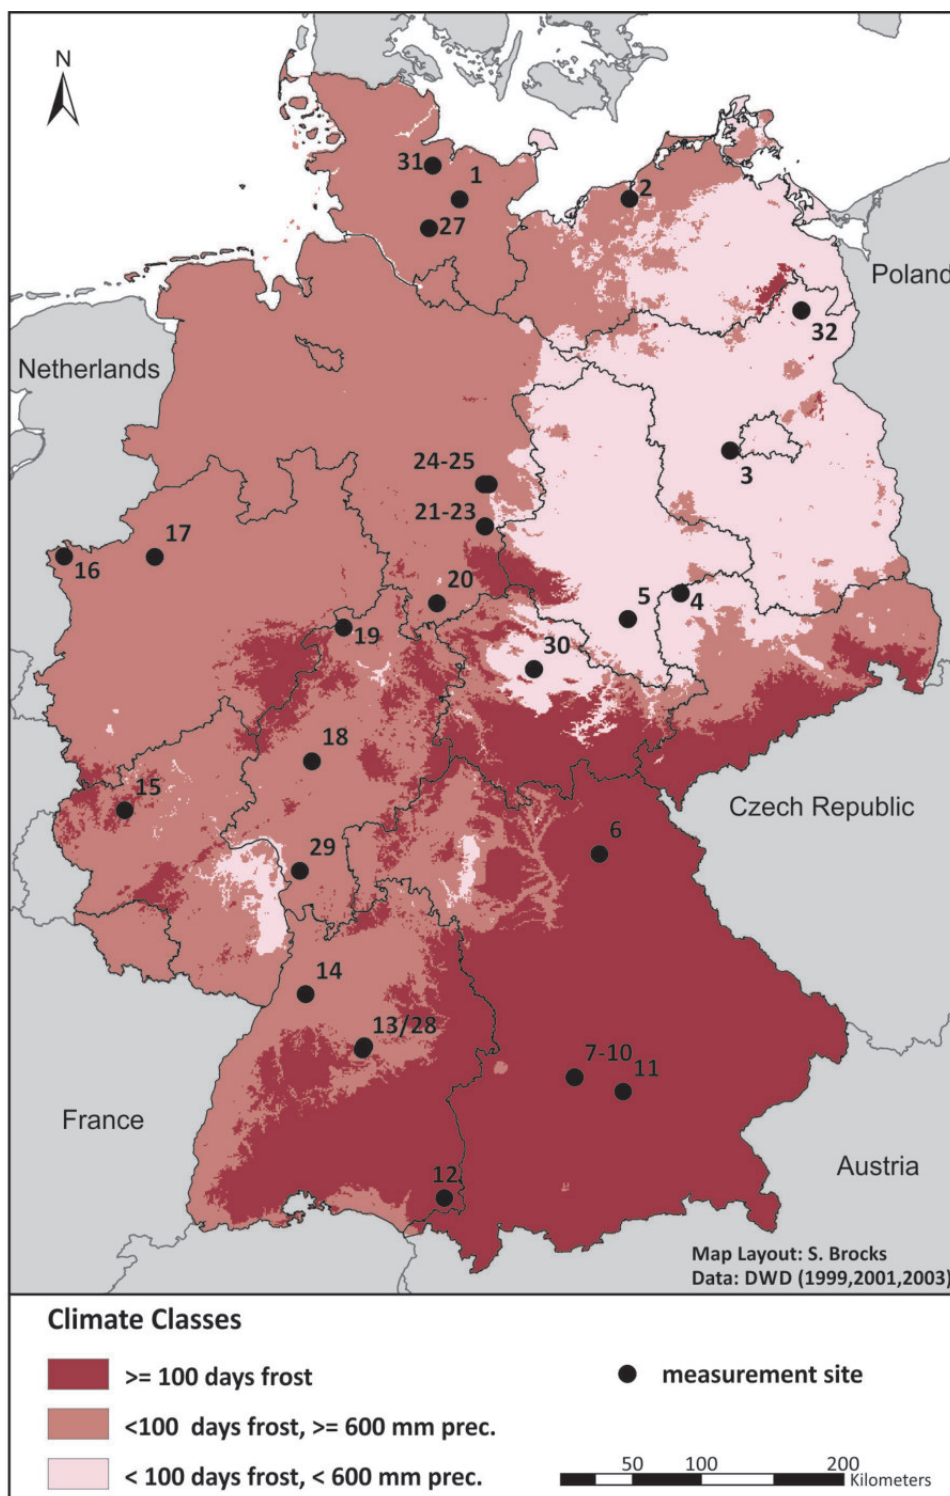 N
31
1
2
27
Poland
32
Netherlands
3
24-25
21-23
17
16
20
5
4
19
30
18
15
Czech Republic
6
29
14
13/28
7-10
11
France
12
Austria
Map Layout: S. Brocks
Data: DWD (1999,2001,2003)
Climate Classes
>= 100 days frost
measurement site
<100 days frost, >= 600 mm prec.
< 100 days frost, < 600 mm prec.
50 100 200
Kilometers